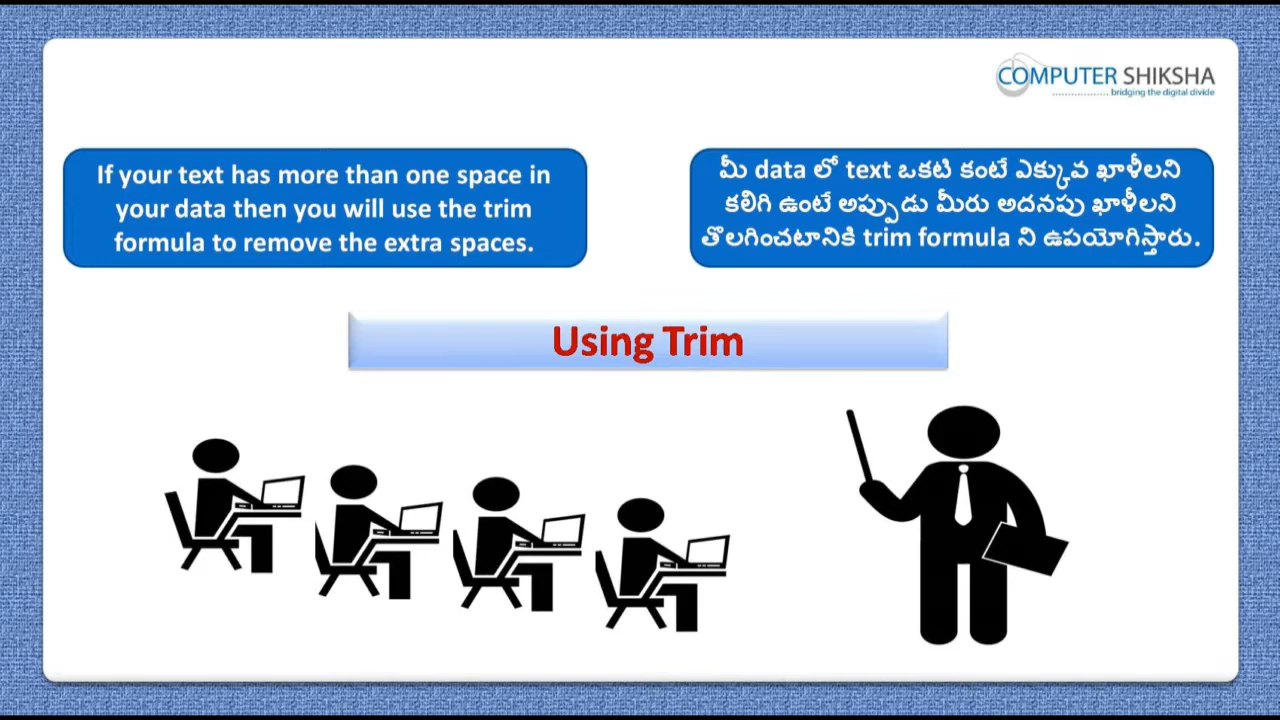 COMPUTER SHIKSHA
bridging the digital divide
If your text has more than one space in
your data then you will use the trim
formula to remove the extra spaces.
మీ data లో text ఒకటి కంటే ఎక్కువ ఖాళీలని
కలిగి ఉంటే అప్పుడు మీరు అదనపు ఖాళీలని
తొలగించటానికి trim formula ని ఉపయోగిస్తారు.
Using Trim